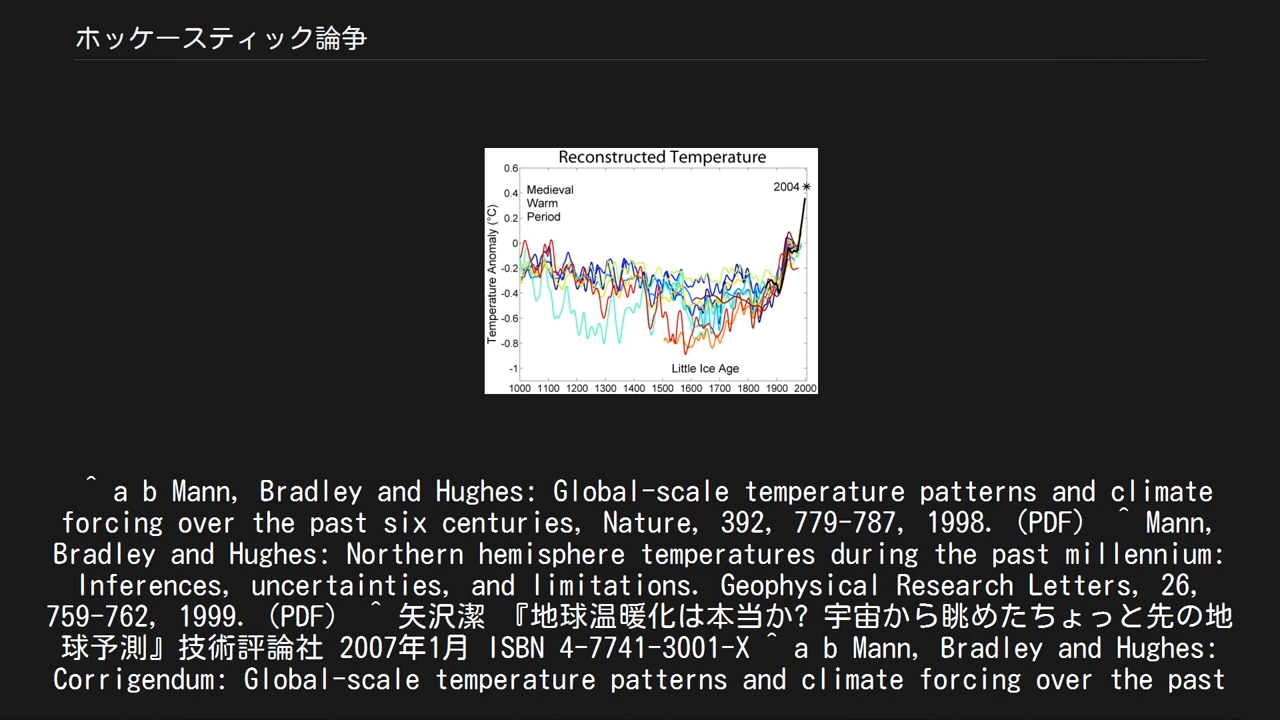 ホッケースティック論争
Reconstructed Temperature
0.6
0.4
0.2
0
-0.2
-0.4
-0.6
-0.8
-1
Temperature Anomaly (°C)
Medieval
Warm
Period
2004 *
Little Ice Age
1000 1100 1200 1300 1400 1500 1600 1700 1800 1900 2000
^ a b Mann, Bradley and Hughes: Global-scale temperature patterns and climate
forcing over the past six centuries, Nature, 392, 779-787, 1998. (PDF) ^ Mann,
Bradley and Hughes: Northern hemisphere temperatures during the past millennium:
Inferences, uncertainties, and limitations. Geophysical Research Letters, 26,
759-762, 1999. (PDF) ^ 矢沢潔 『地球温暖化は本当か? 宇宙から眺めたちょっと先の地
球予測』技術評論社 2007年1月 ISBN 4-7741-3001-X ^ a b Mann, Bradley and Hughes:
Corrigendum: Global-scale temperature patterns and climate forcing over the past